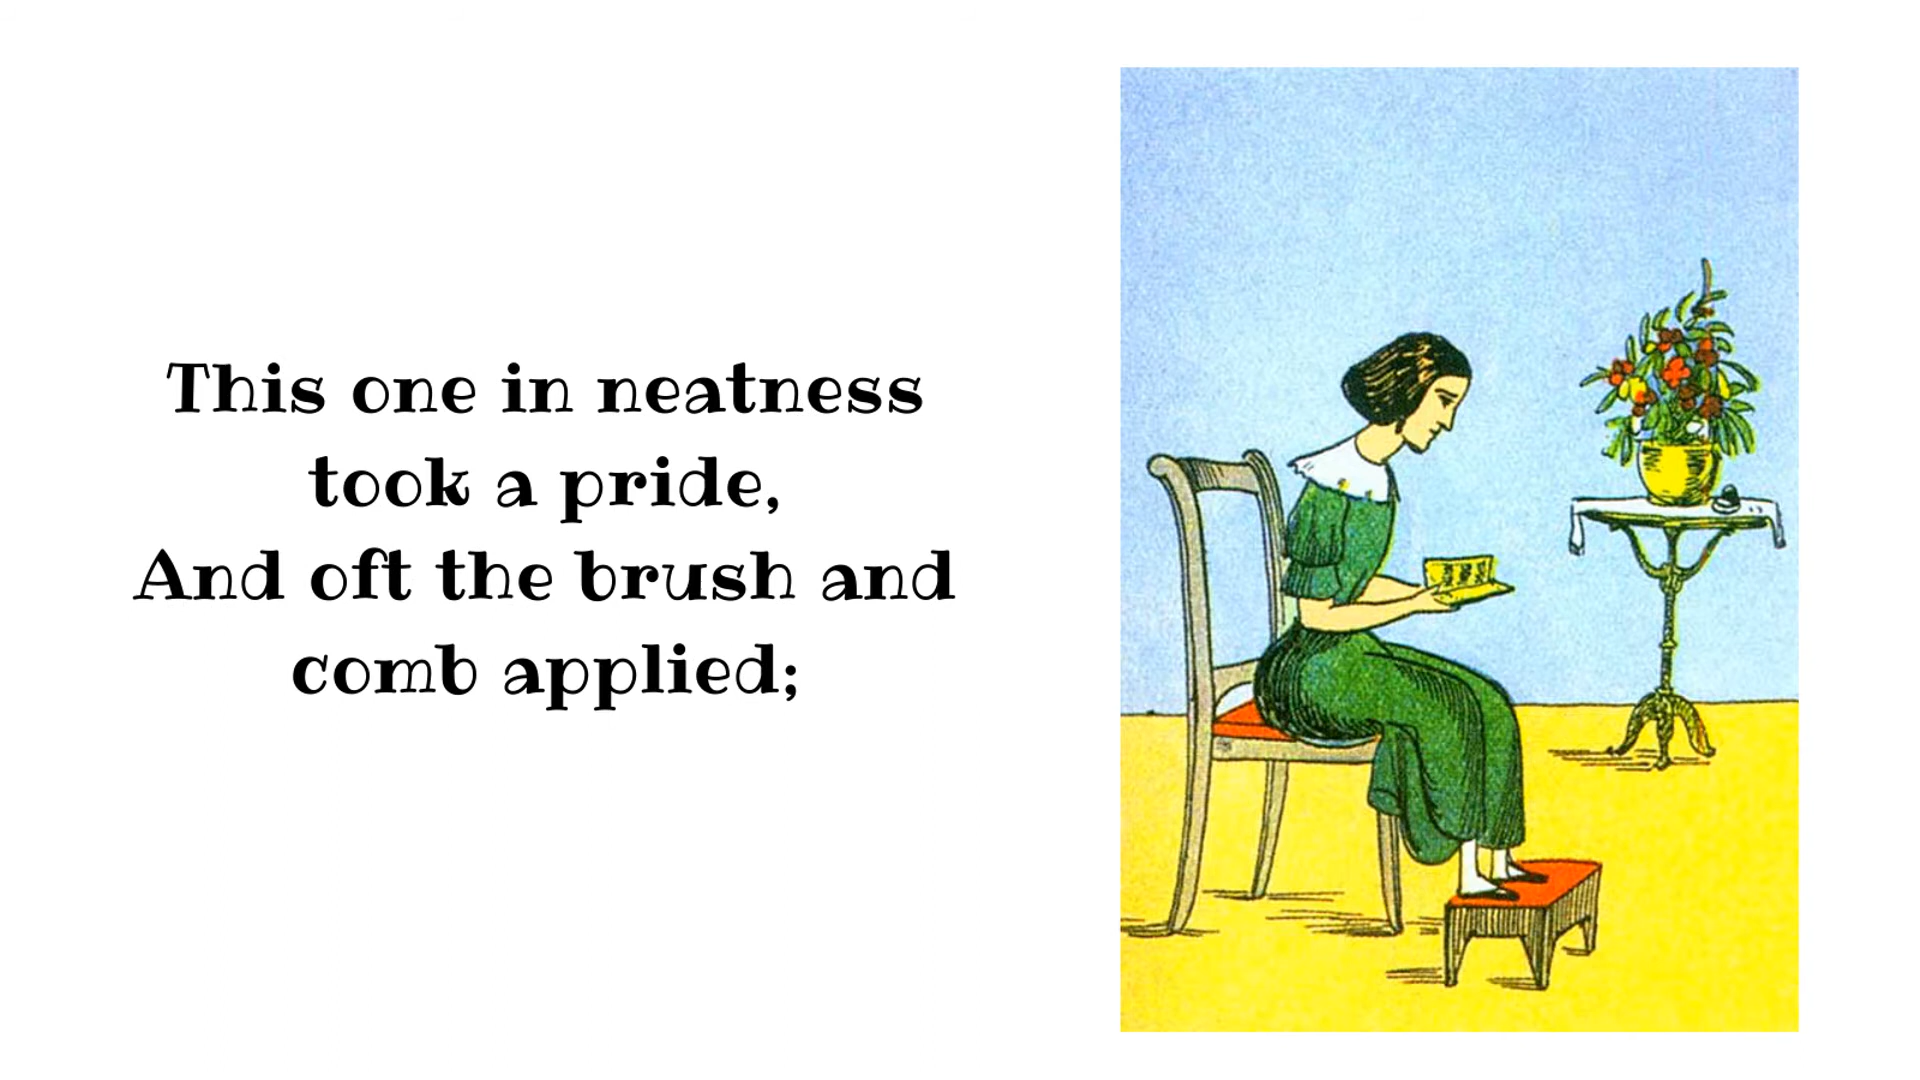 This one in neatness
took a pride,
And oft the brush and
comb applied;